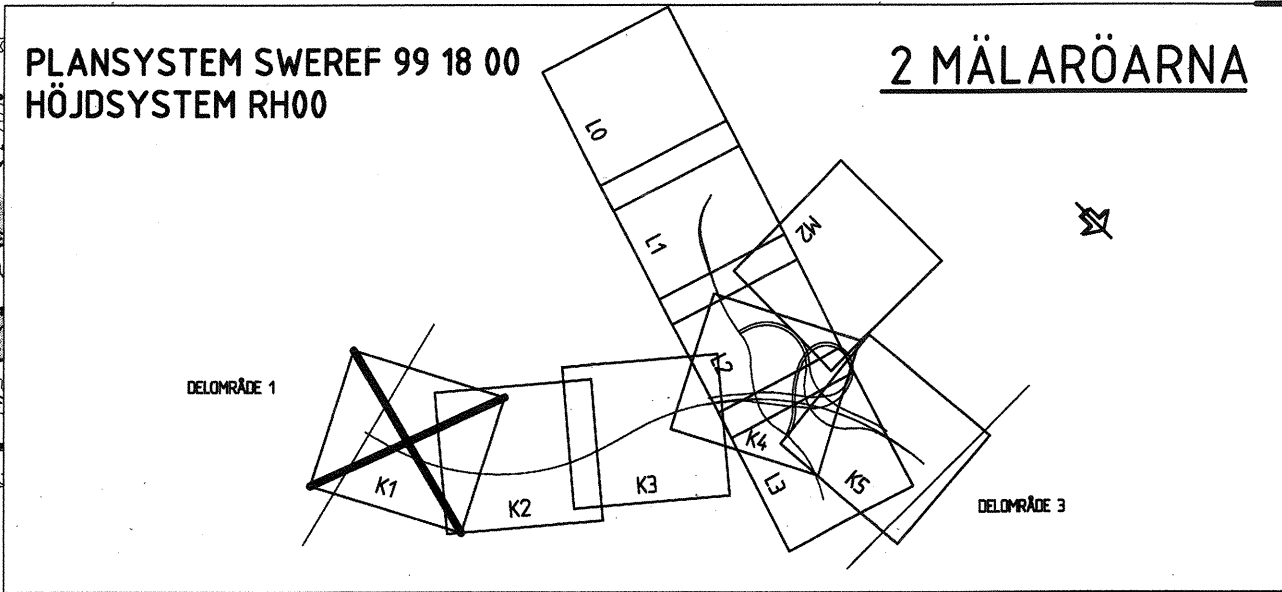 PLANSYSTEM SWEREF 99 18 00
HÖJDSYSTEM RH00
2 MÄLARÖARNA
L0
L1
M2
DELOMRÅDE 1
L2
K4
K1
K2
K3
L3
K5
DELOMRÅDE 3